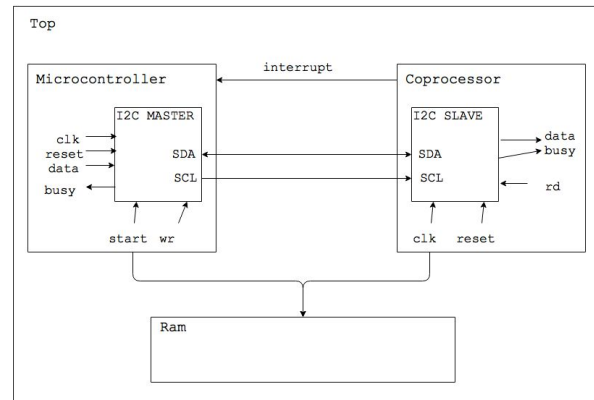 Top
interrupt
Microcontroller
Coprocessor
I2C MASTER
I2C SLAVE
clk
reset
data
busy
SDA
SCL
SDA
SCL
data
busy
rd
start wr
clk reset
Ram